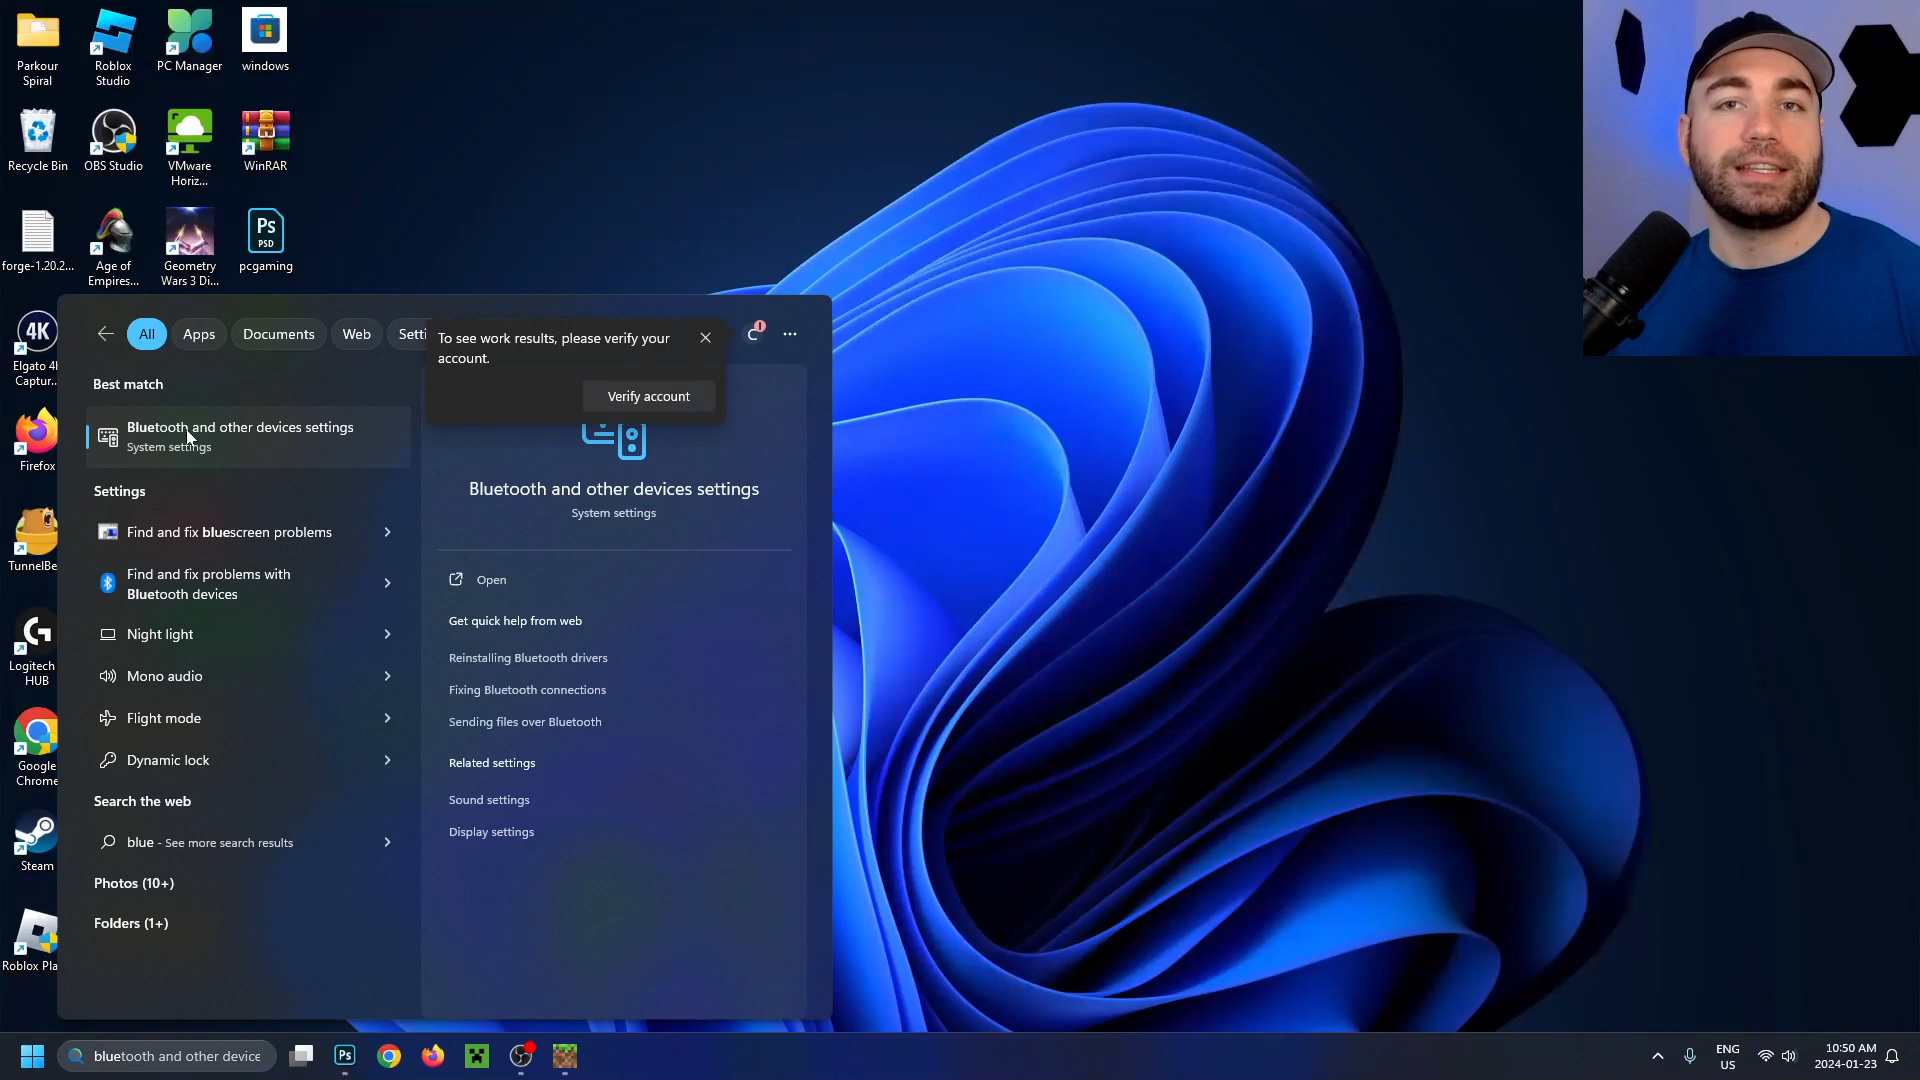 Parkour
Spiral
Roblox
Studio
PC Manager
windows
Recycle Bin
OBS Studio
VMware
Horiz...
WinRAR
Ps
PSD
forge-1.20.2...
Age of
Empires...
Geometry
Wars 3 Di...
pcgaming
4K
Elgato 4K
Captur...
Firefox
TunnelBe
Logitech
HUB
Google
Chrome
Steam
Roblox Pla
All
Apps
Documents
Web
Setti
To see work results, please verify your
account.
Verify account
C
Best match
Bluetooth and other devices settings
System settings
Settings
Find and fix bluescreen problems
Find and fix problems with
Bluetooth devices
Night light
Mono audio
Flight mode
Dynamic lock
Search the web
blue - See more search results
Photos (10+)
Folders (1+)
Bluetooth and other devices settings
System settings
Open
Get quick help from web
Reinstalling Bluetooth drivers
Fixing Bluetooth connections
Sending files over Bluetooth
Related settings
Sound settings
Display settings
bluetooth and other device
Ps
ENG
US
10:50 AM
2024-01-23